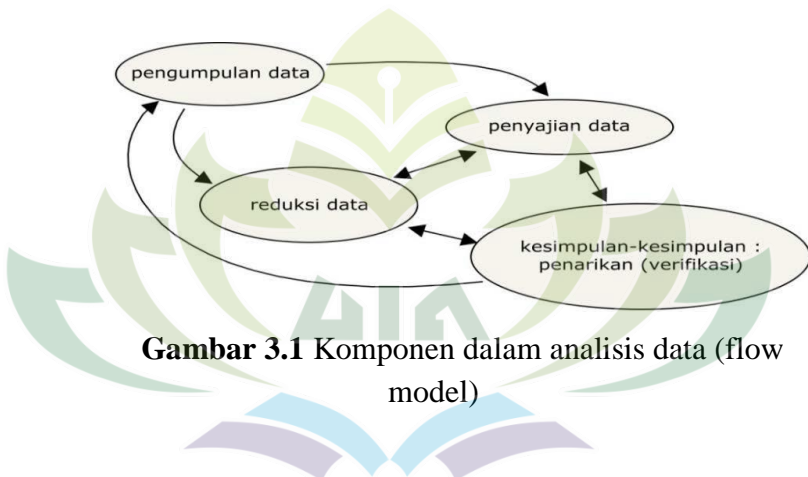 pengumpulan data
penyajian data
reduksi data
kesimpulan-kesimpulan :
penarikan (verifikasi)
Gambar 3.1 Komponen dalam analisis data (flow
model)